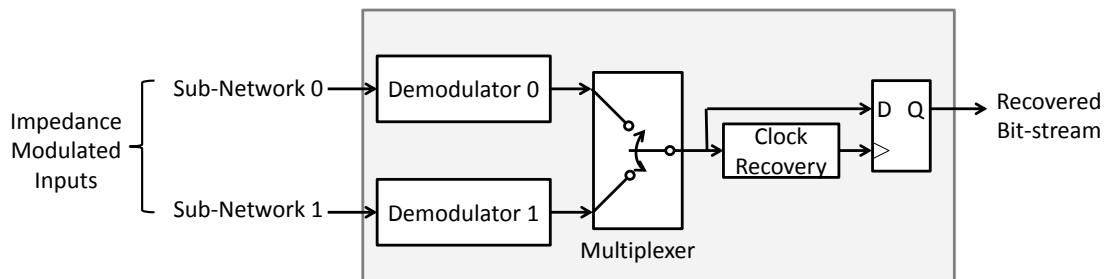 Impedance
Modulated
Inputs
Sub-Network 0
Sub-Network 1
Demodulator 0
Demodulator 1
Multiplexer
Clock
Recovery
D Q
Recovered
Bit-stream